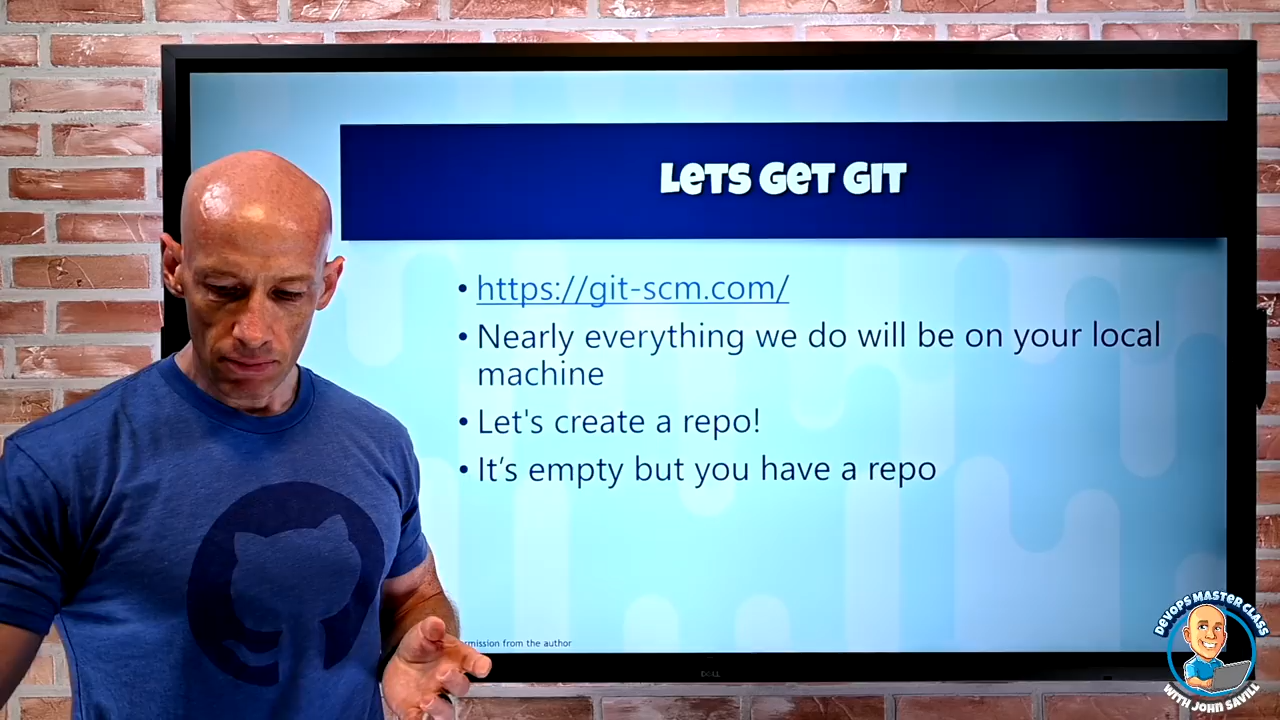 LETS GET GIT
• https://git-scm.com/
• Nearly everything we do will be on your local
machine
• Let's create a repo!
• It's empty but you have a repo
from the author
DELL
DEVOPS MASTER CLASS
WITH JOHN SAVILL